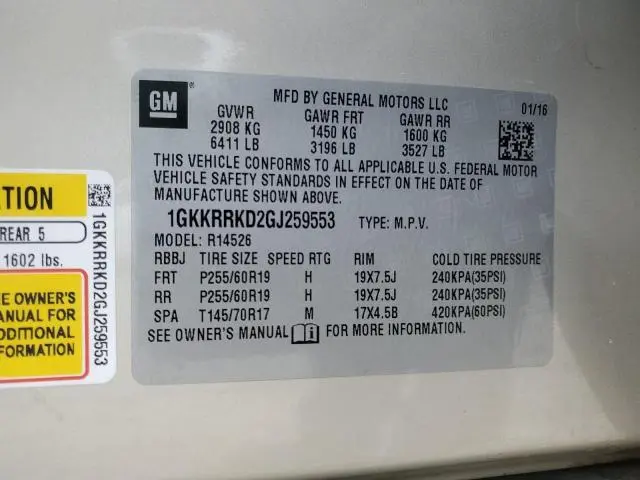 GM
MFD BY GENERAL MOTORS LLC
01/16
GVWR GAWR FRT GAWR RR
2908 KG 1450 KG 1600 KG
6411 LB 3196 LB 3527 LB
THIS VEHICLE CONFORMS TO ALL APPLICABLE U.S. FEDERAL MOTOR
VEHICLE SAFETY STANDARDS IN EFFECT ON THE DATE OF
MANUFACTURE SHOWN ABOVE.
1GKKRRKD2GJ259553 TYPE: M.P.V.
MODEL: R14526
RBBJ TIRE SIZE SPEED RTG RIM COLD TIRE PRESSURE
FRT P255/60R19 H 19X7.5J 240KPA(35PSI)
RR P255/60R19 H 19X7.5J 240KPA(35PSI)
SPA T145/70R17 M 17X4.5B 420KPA(60PSI)
SEE OWNER'S MANUAL i FOR MORE INFORMATION.
ATION
REAR 5
1602 lbs.
EE OWNER'S
MANUAL FOR
DDITIONAL
FORMATION
1GKKRRKD2GJ259553